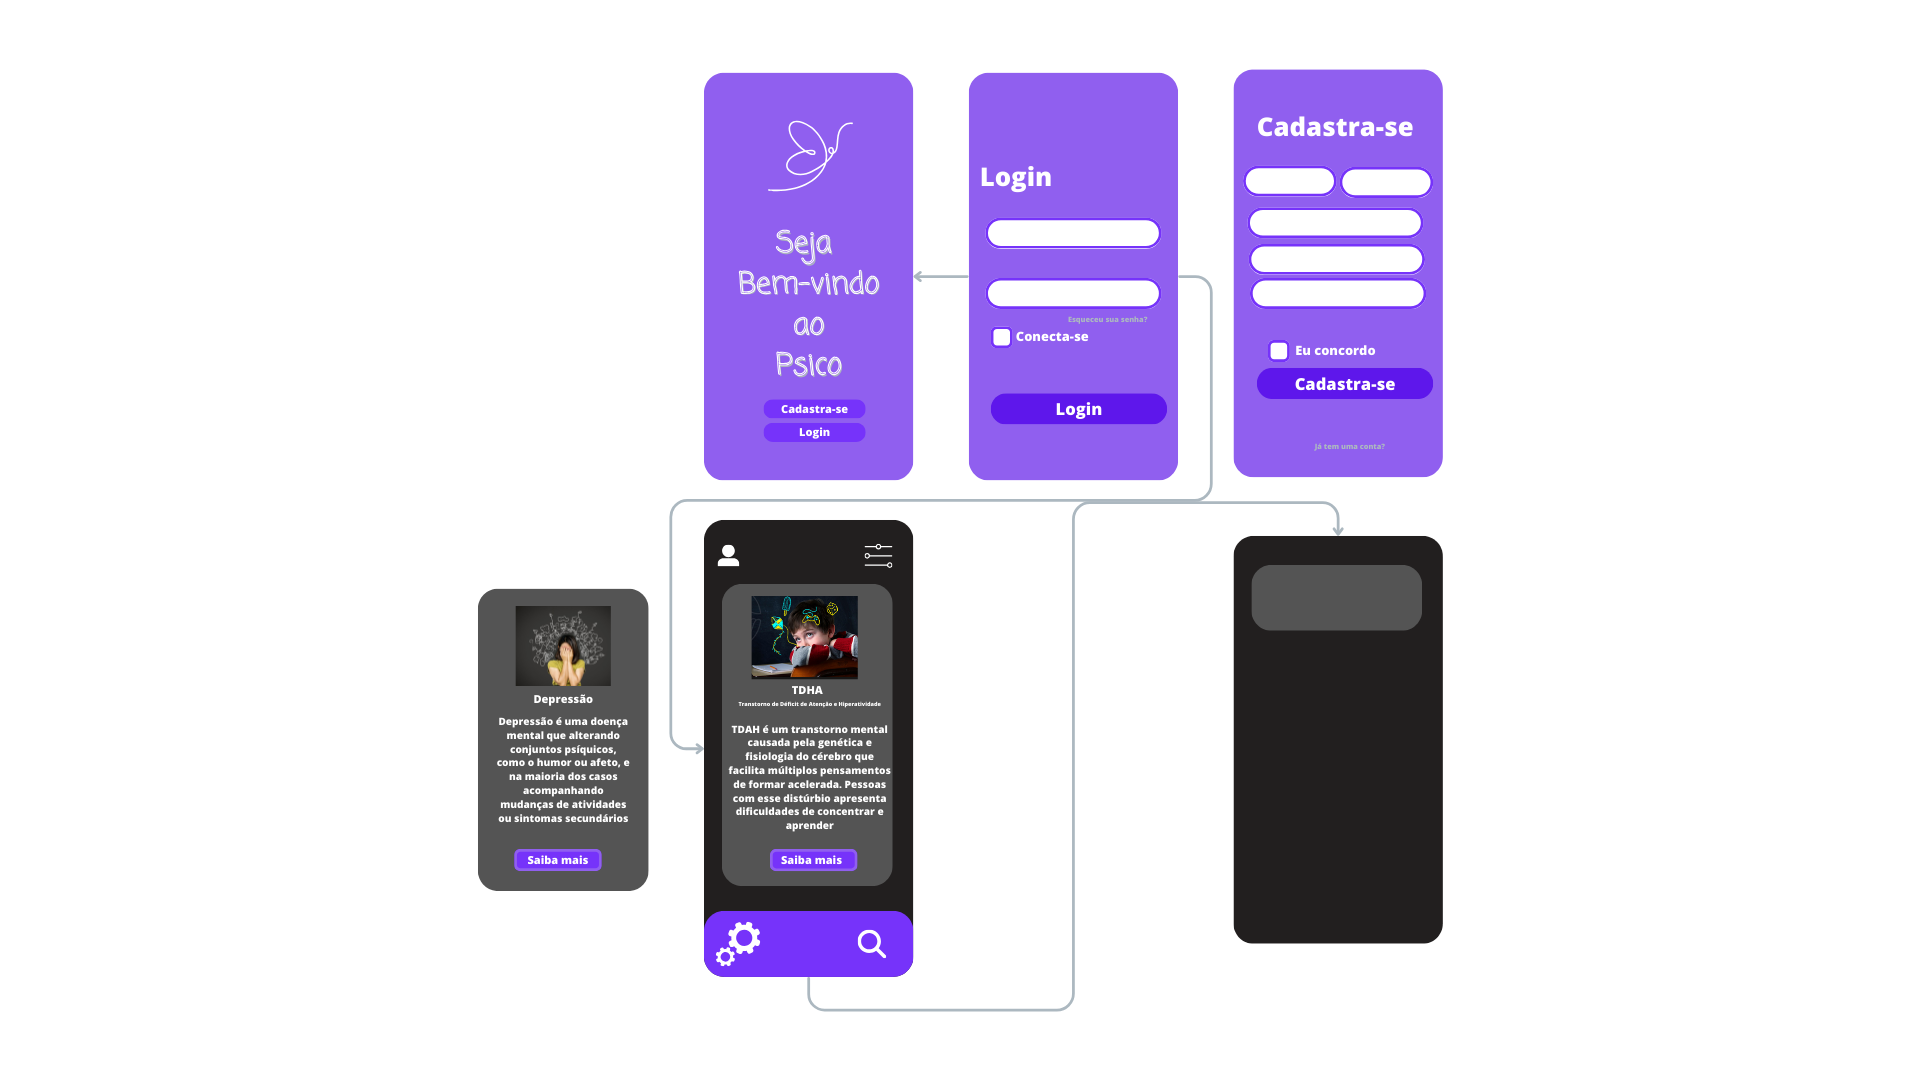 Seja
Bem-vindo
ao
Psico
Cadastra-se
Login
Login
Esqueceu sua senha?
Conecta-se
Login
Cadastra-se
Eu concordo
Cadastra-se
Já tem uma conta?
Depressão
Depressão é uma doença
mental que alterando
conjuntos psíquicos,
como o humor ou afeto, e
na maioria dos casos
acompanhando
mudanças de atividades
ou sintomas secundários
Saiba mais
TDHA
Transtorno de Déficit de Atenção e Hiperatividade
TDAH é um transtorno mental
causada pela genética e
fisiologia do cérebro que
facilita múltiplos pensamentos
de formar acelerada. Pessoas
com esse distúrbio apresenta
dificuldades de concentrar e
aprender
Saiba mais